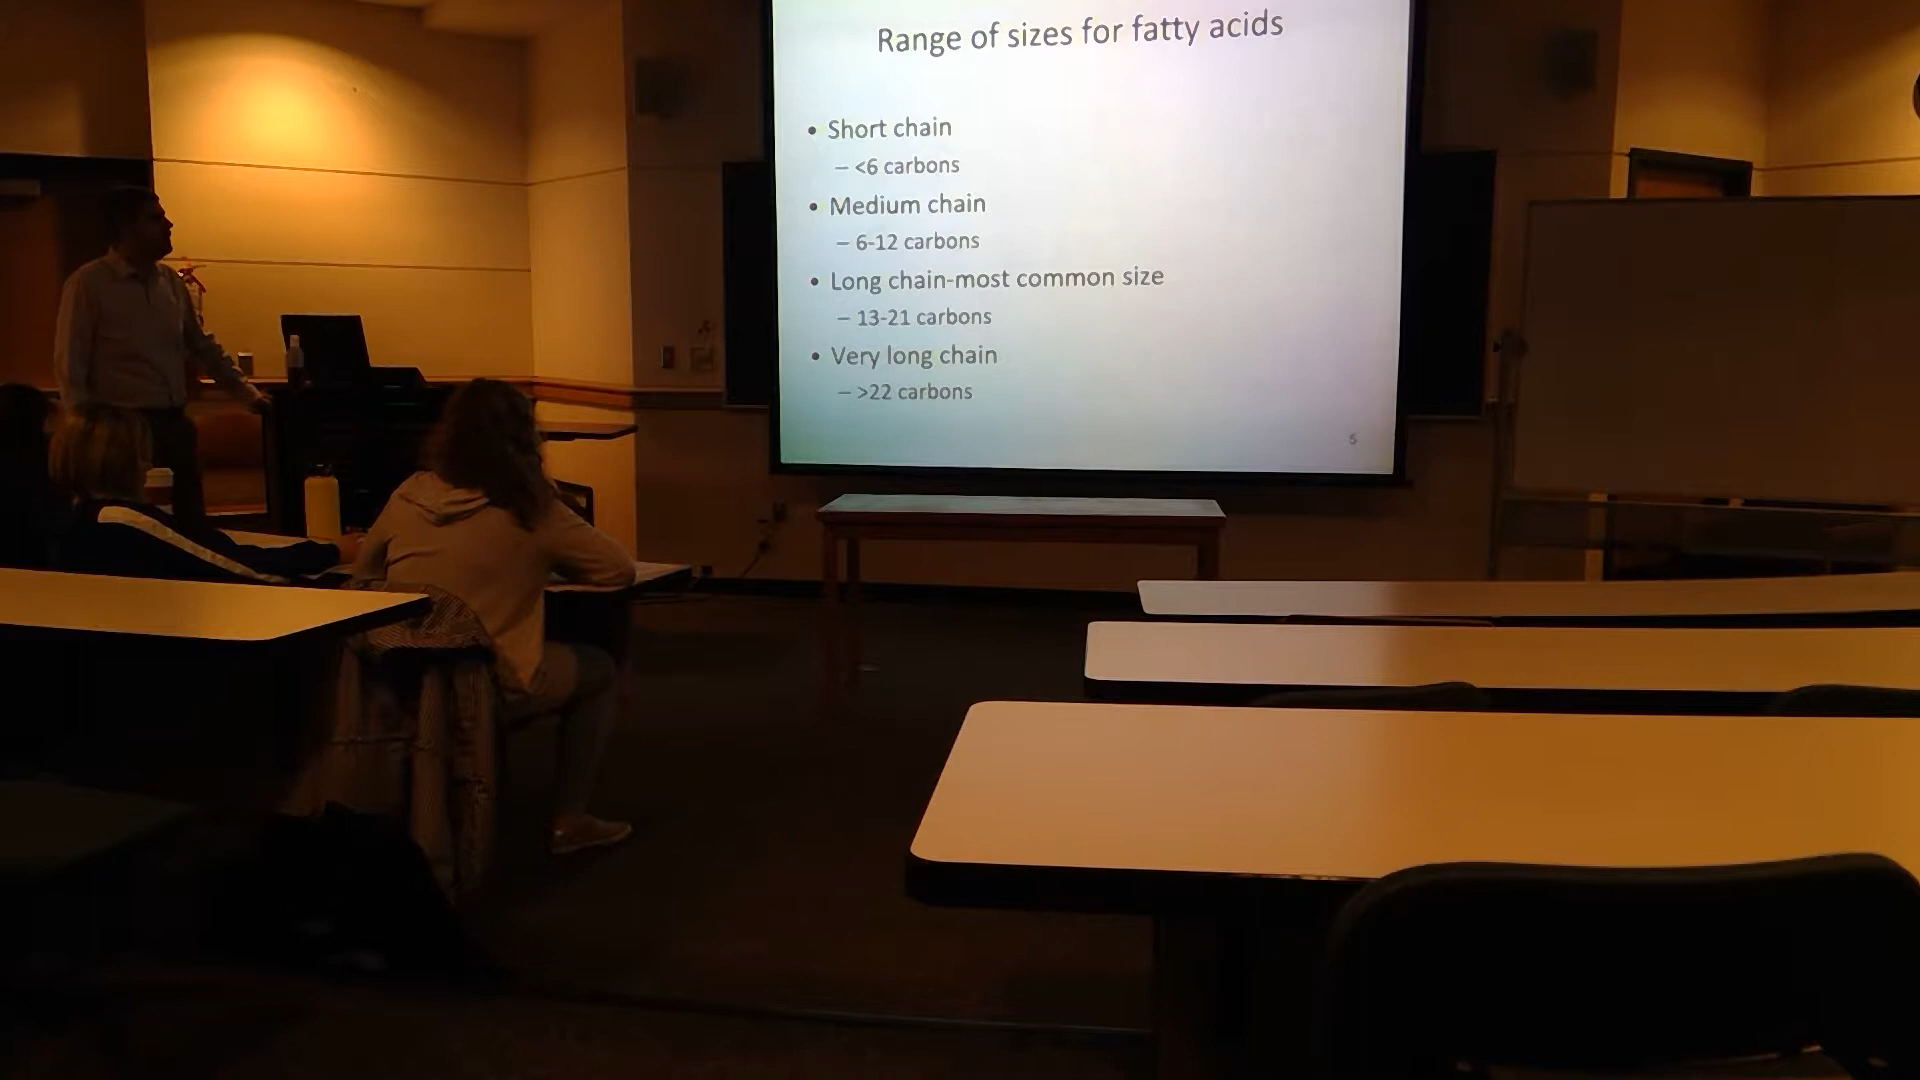 Range of sizes for fatty acids
• Short chain
– <6 carbons
• Medium chain
– 6-12 carbons
• Long chain-most common size
– 13-21 carbons
• Very long chain
– >22 carbons
5